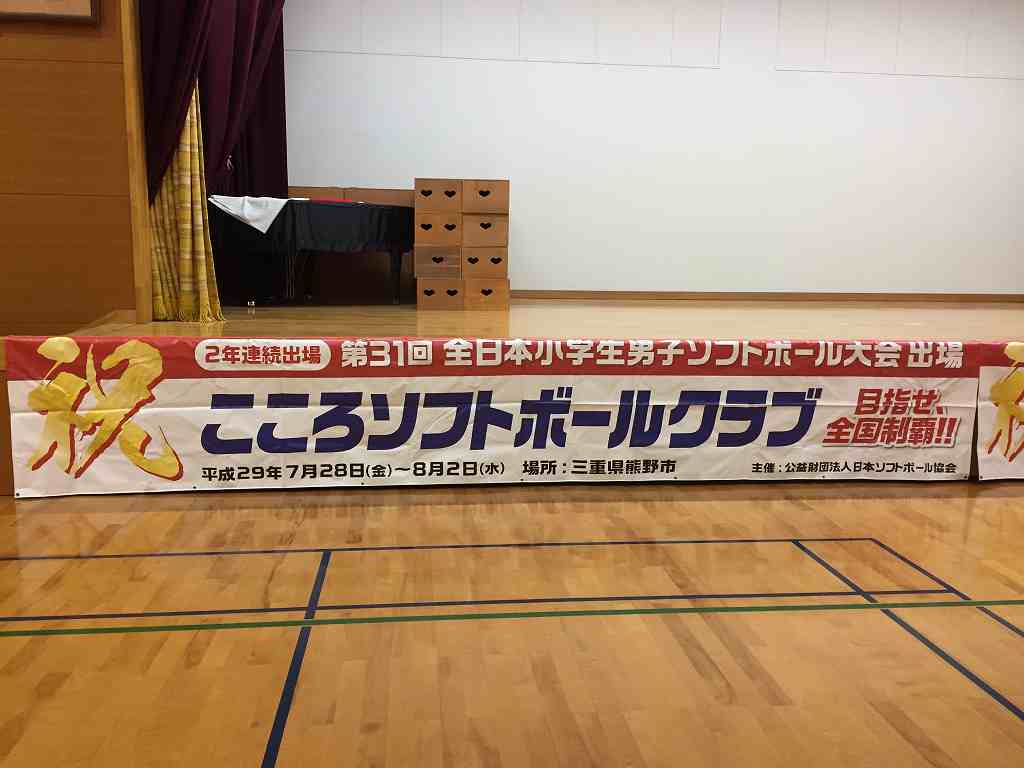 祝
2年連続出場 第31回 全日本小学生男子ソフトボール大会 出場
こころソフトボールクラブ
目指せ、
全国制覇!!
平成29年7月28日(金)～8月2日(水) 場所：三重県熊野市
主催：公益財団法人日本ソフトボール協会